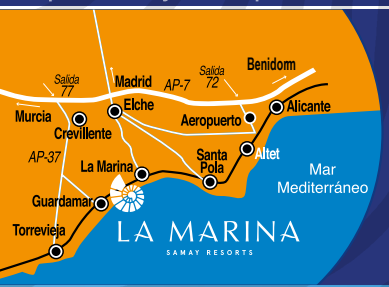 Salida
77
Madrid
AP-7
Salida
72
Benidorm
Murcia
Elche
Alicante
Crevillente
Aeropuerto
AP-37
La Marina
Santa
Pola
Altet
Mar
Mediterráneo
Guardamar
Torrevieja
LA MARINA
SAMAY RESORTS